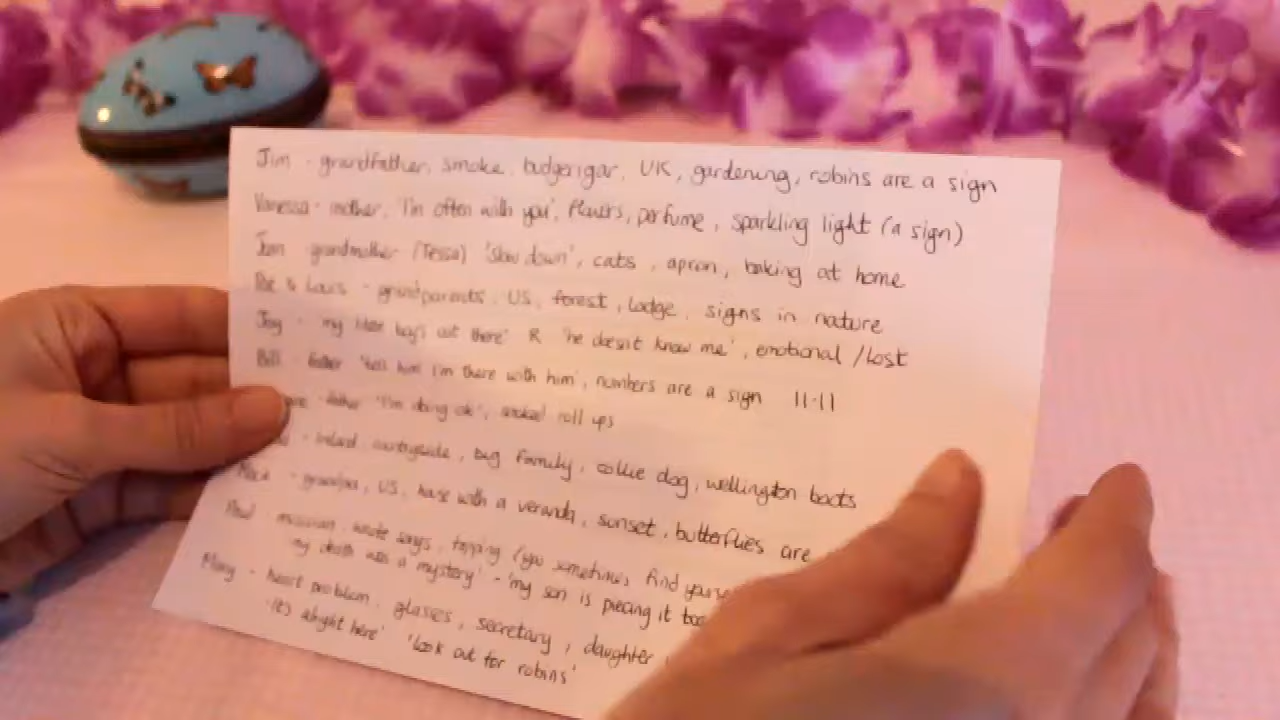 Jim - grandfather, smoke, budgerigar, UK, gardening, robins are a sign
Vanessa - mother, 'I'm often with you', flowers, perfume, sparkling light (a sign)
grandmother (Tessa) 'slow down', cats, apron, baking at home
& - grandparents, US, forest, lodge, signs in nature
Joy - 'my little boy's out there' R 'he doesn't know me', emotional / lost
Bill - father 'tell him I'm there with him', numbers are a sign 11.11
- father 'I'm doing ok', smoked roll ups
- Ireland, countryside, big family, collie dog, wellington boots
- grandpa, US, house with a veranda, sunset, butterflies are
Paul - musician, wrote songs, tapping (you sometimes find
my death was a mystery' - 'my son is piecing it
Mary - heart problem, glasses, secretary, daughter
'it's alright here' 'look out for robins'